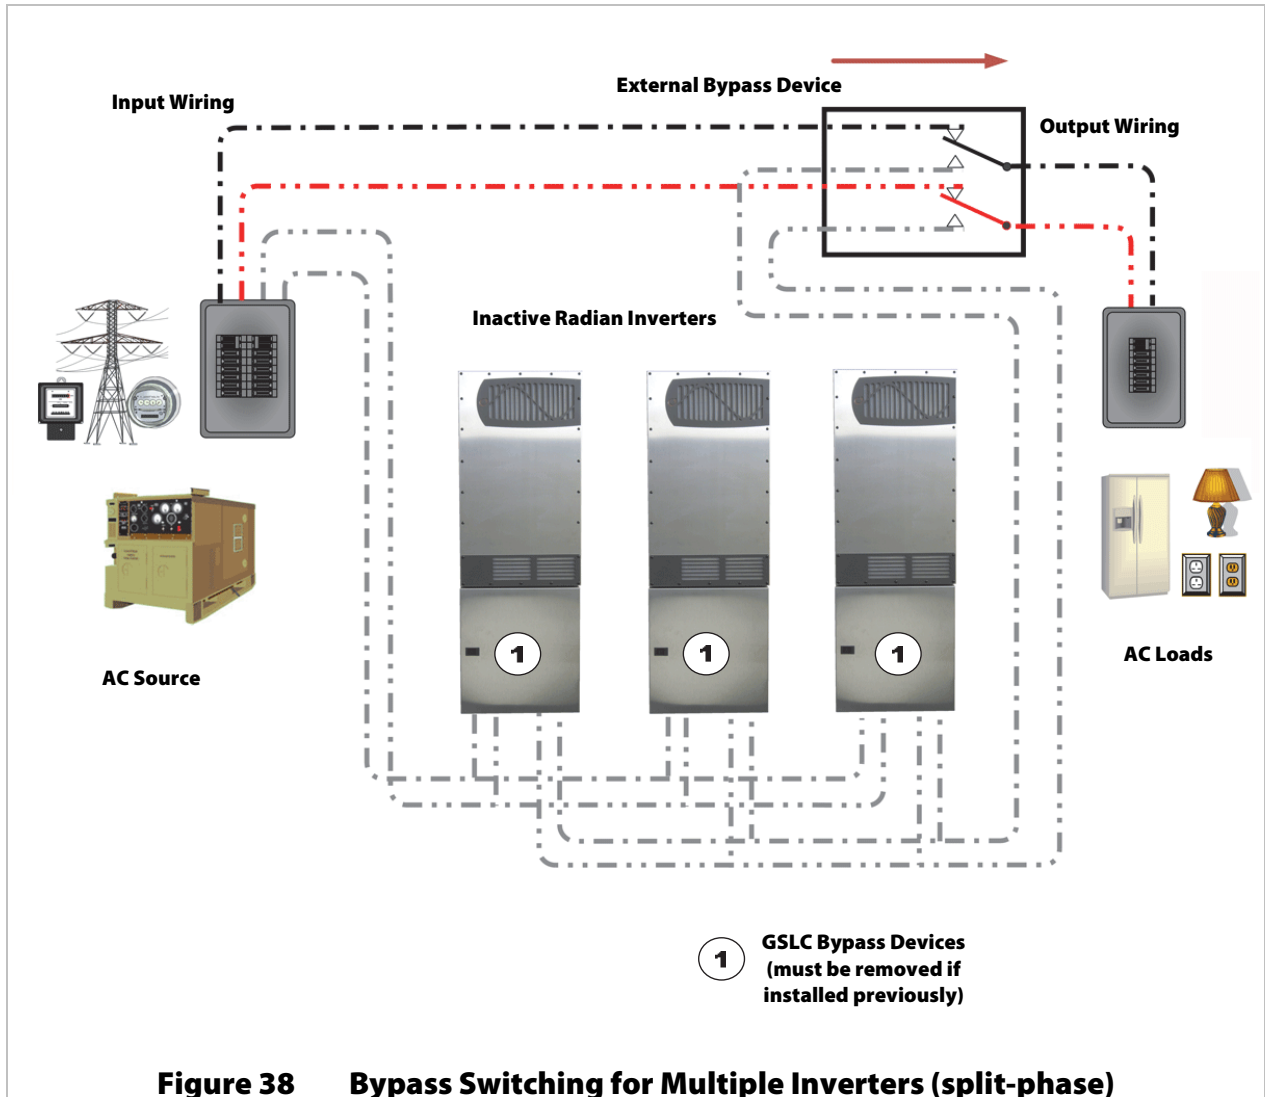 External Bypass Device
Input Wiring
Output Wiring
Inactive Radian Inverters
1
1
1
AC Source
AC Loads
1
GSLC Bypass Devices
(must be removed if
installed previously)
Figure 38 Bypass Switching for Multiple Inverters (split-phase)